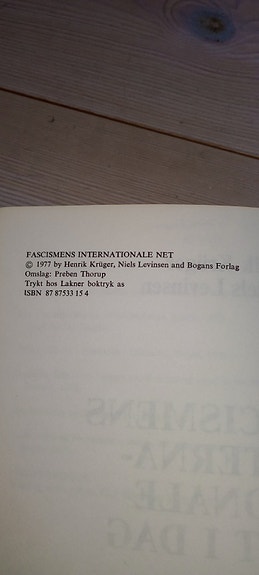 FASCISMENS INTERNATIONALE NET
© 1977 by Henrik Krüger, Niels Levinsen and Bogans Forlag
Omslag: Preben Thorup
Trykt hos Lakner boktryk as
ISBN 87 87533 15 4